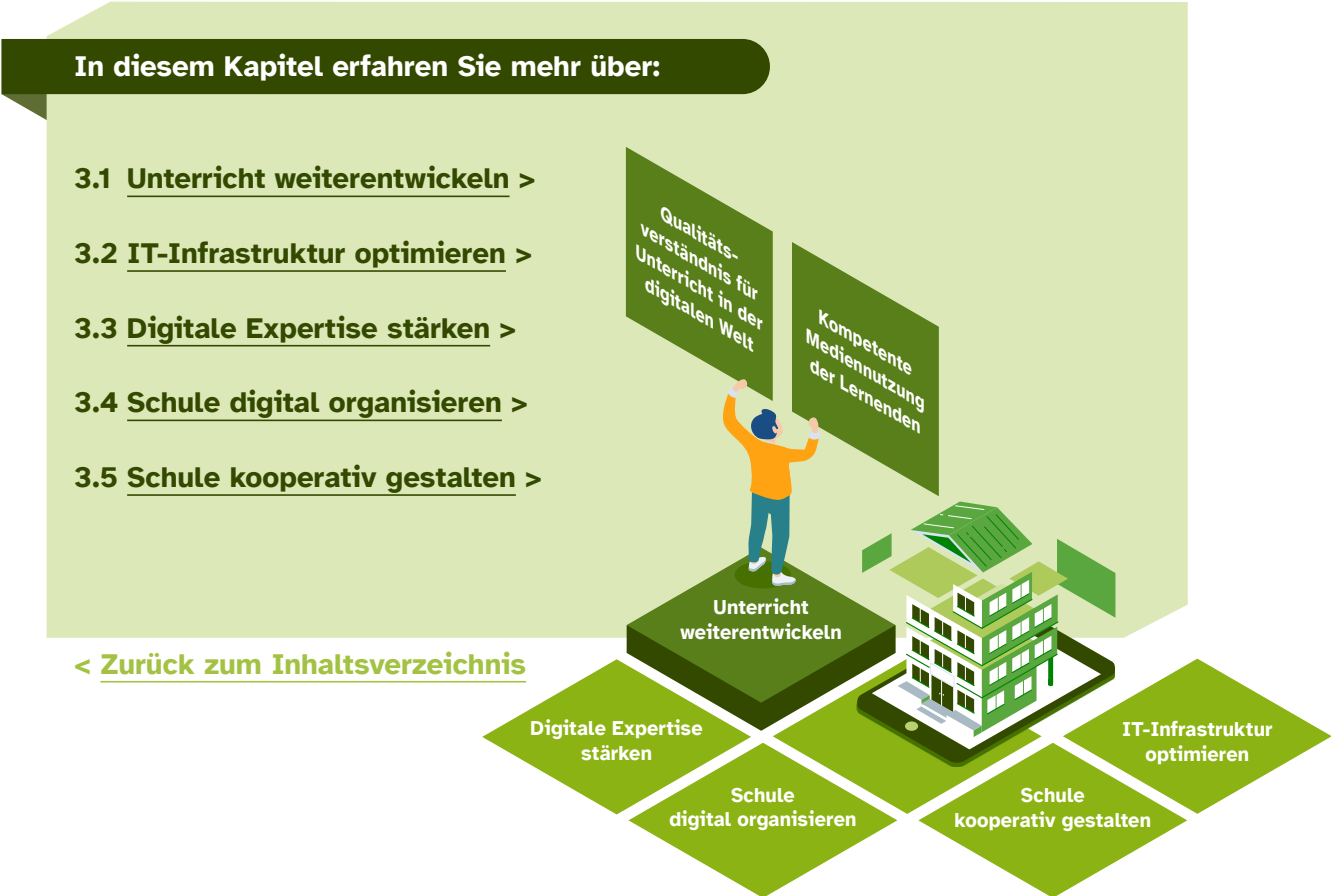 In diesem Kapitel erfahren Sie mehr über:
3.1 Unterricht weiterentwickeln >
3.2 IT-Infrastruktur optimieren >
3.3 Digitale Expertise stärken >
3.4 Schule digital organisieren >
3.5 Schule kooperativ gestalten >
Qualitäts-
verständnis für
Unterricht in der
digitalen Welt
Kompetente
Mediennutzung
der Lernenden
Unterricht
weiterentwickeln
< Zurück zum Inhaltsverzeichnis
Digitale Expertise
stärken
IT-Infrastruktur
optimieren
Schule
digital organisieren
Schule
kooperativ gestalten